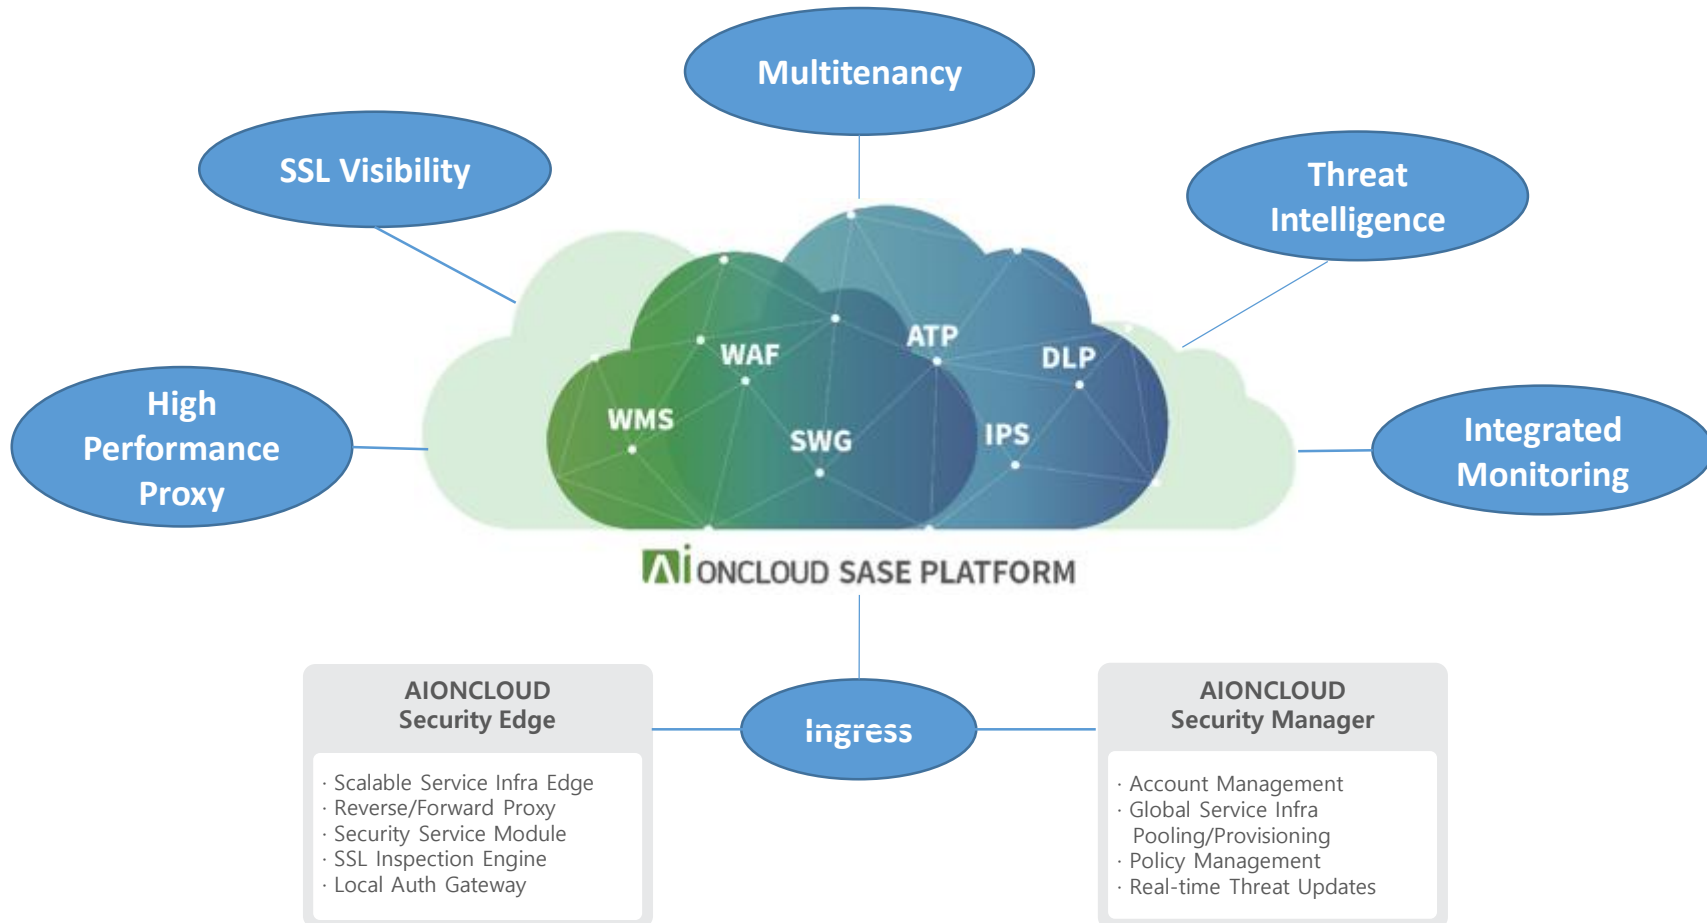 Multitenancy
SSL Visibility
Threat
Intelligence
High
Performance
Proxy
WAF
ATP
DLP
WMS
SWG
IPS
Integrated
Monitoring
AiONCLOUD SASE PLATFORM
AIONCLOUD
Security Edge
· Scalable Service Infra Edge
· Reverse/Forward Proxy
· Security Service Module
· SSL Inspection Engine
· Local Auth Gateway
Ingress
AIONCLOUD
Security Manager
· Account Management
· Global Service Infra
Pooling/Provisioning
· Policy Management
· Real-time Threat Updates